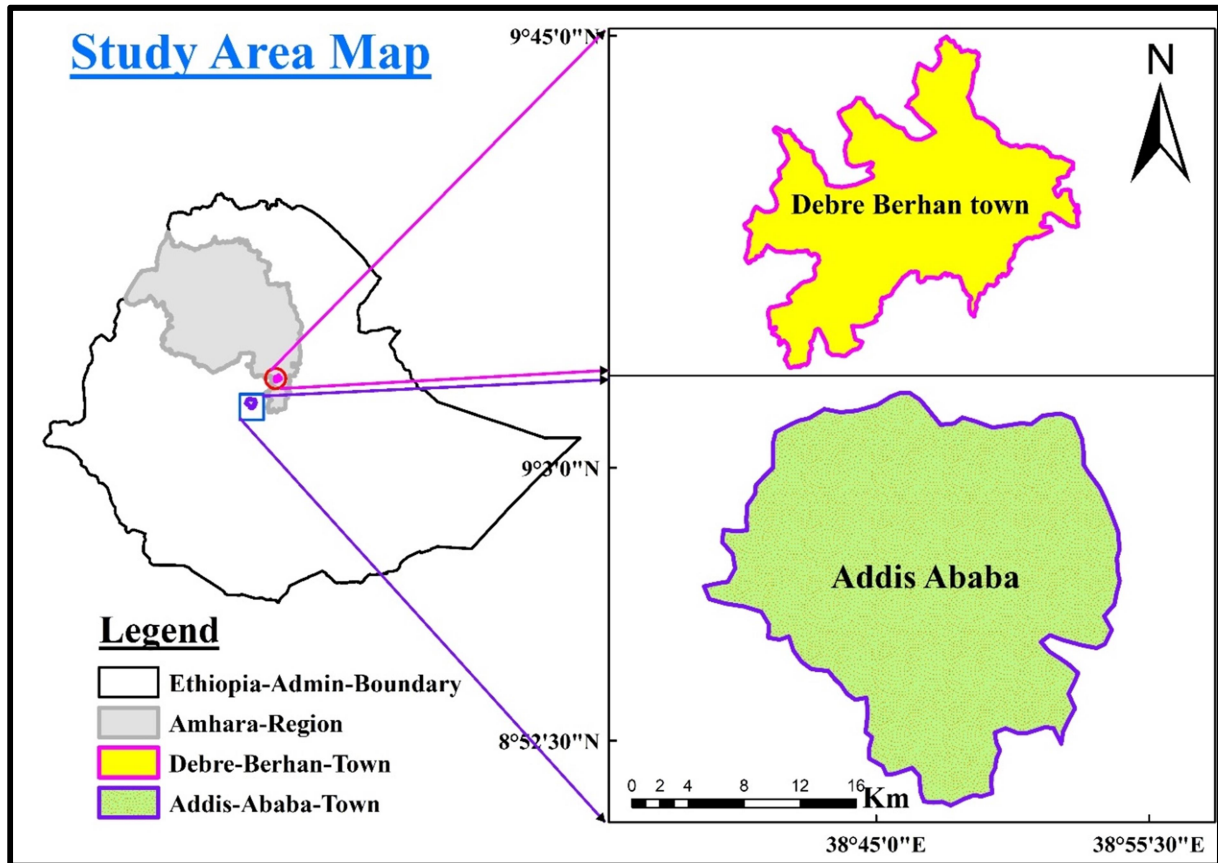 Study Area Map
9°45'0"N
N
Debre Berhan town
9°3'0"N
Addis Ababa
Legend
Ethiopia-Admin-Boundary
Amhara-Region
Debre-Berhan-Town
Addis-Ababa-Town
8°52'30"N
0 2 4 8 12 16
Km
38°45'0"E 38°55'30"E